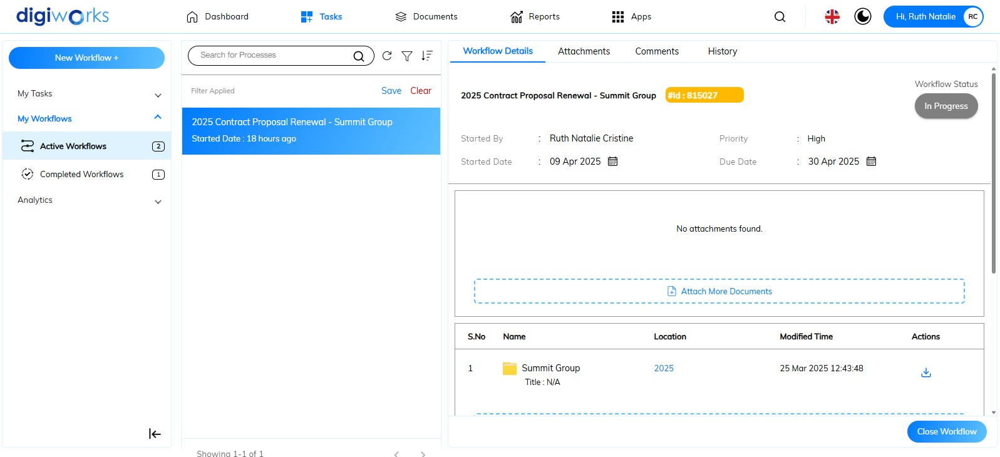 digiworks
Dashboard
Tasks
Documents
Reports
Apps
Hi, Ruth Natalie
RC
New Workflow +
My Tasks
My Workflows
Active Workflows
2
Completed Workflows
1
Analytics
Search for Processes
Filter Applied
Save
Clear
2025 Contract Proposal Renewal - Summit Group
Started Date : 18 hours ago
Showing 1-1 of 1
Workflow Details
Attachments
Comments
History
2025 Contract Proposal Renewal - Summit Group
#Id : 815027
Workflow Status
In Progress
Started By : Ruth Natalie Cristine
Priority : High
Started Date : 09 Apr 2025
Due Date : 30 Apr 2025
No attachments found.
Attach More Documents
S.No Name Location Modified Time Actions
1 Summit Group 2025 25 Mar 2025 12:43:48
Title : N/A
Close Workflow